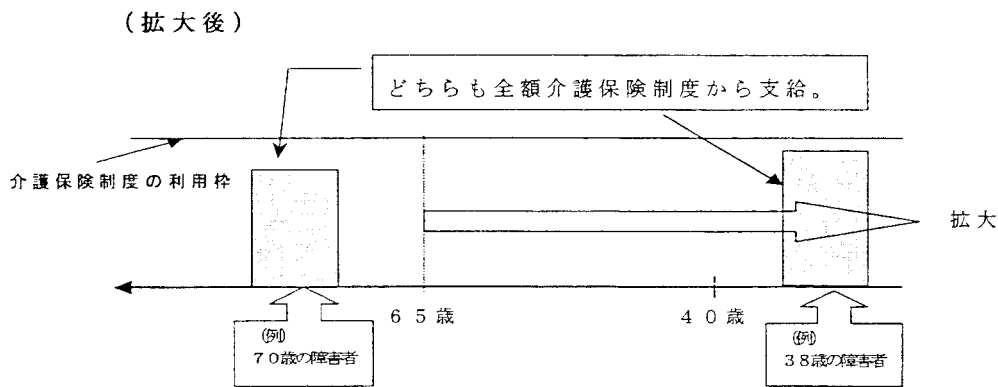 (拡大後)
どちらも全額介護保険制度から支給。
介護保険制度の利用枠
拡大
65歳
40歳
(例)
70歳の障害者
(例)
38歳の障害者